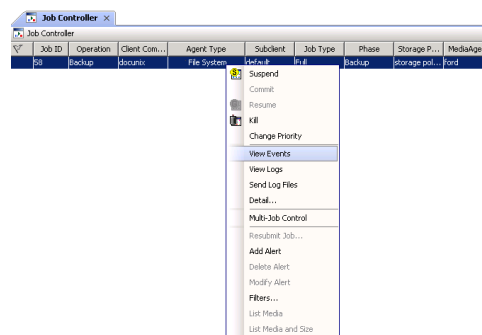 Job Controller ×
Job Controller
Job ID Operation Client Com... Agent Type Subclient Job Type Phase Storage P... MediaAge
58 Backup docunix File System default Full Backup storage pol... ford
Suspend
Commit
Resume
Kill
Change Priority
View Events
View Logs
Send Log Files
Detail...
Multi-Job Control
Resubmit Job...
Add Alert
Delete Alert
Modify Alert
Filters...
List Media
List Media and Size